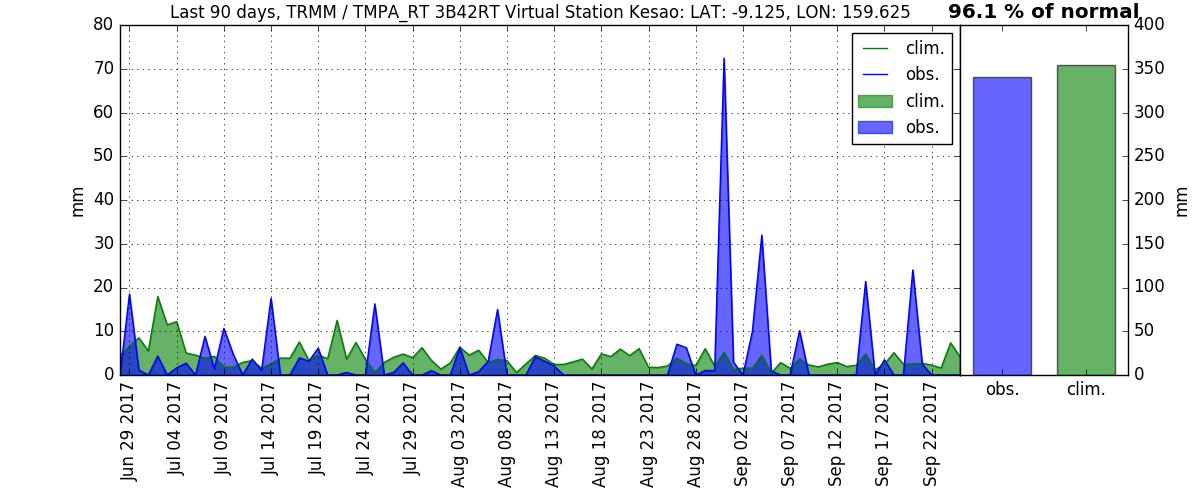 Last 90 days, TRMM / TMPA_RT 3B42RT Virtual Station Kesao: LAT: -9.125, LON: 159.625
96.1 % of normal
mm
80
70
60
50
40
30
20
10
0
clim.
obs.
clim.
obs.
400
350
300
250
200
150
100
50
0
mm
Jun 29 2017
Jul 04 2017
Jul 09 2017
Jul 14 2017
Jul 19 2017
Jul 24 2017
Jul 29 2017
Aug 03 2017
Aug 08 2017
Aug 13 2017
Aug 18 2017
Aug 23 2017
Aug 28 2017
Sep 02 2017
Sep 07 2017
Sep 12 2017
Sep 17 2017
Sep 22 2017
obs.
clim.